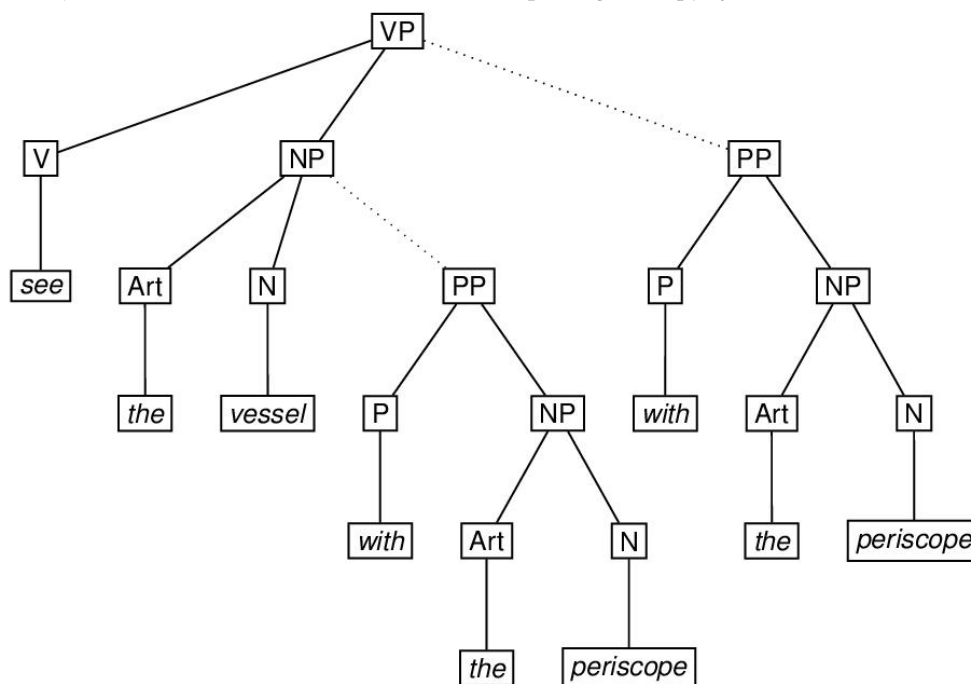 VP
V NP PP
see Art N PP P NP
the vessel P NP with Art N
with Art N the periscope
the periscope